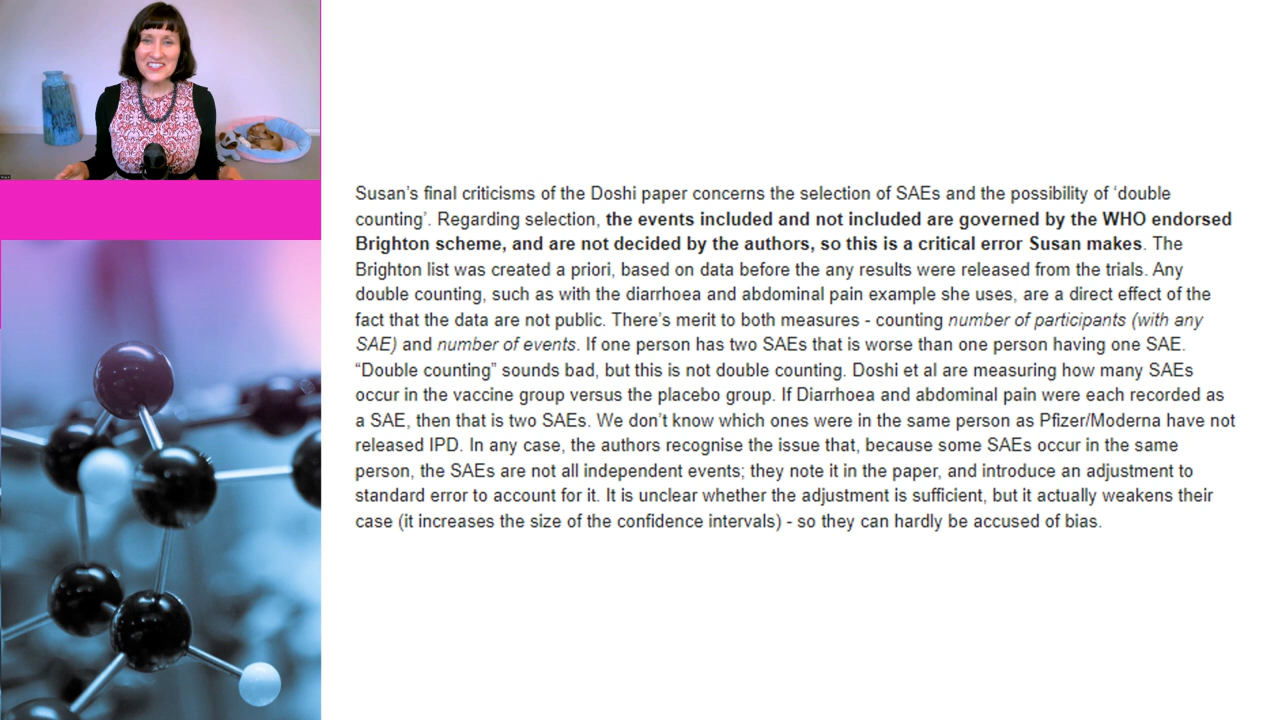 Susan's final criticisms of the Doshi paper concerns the selection of SAEs and the possibility of 'double
counting'. Regarding selection, the events included and not included are governed by the WHO endorsed
Brighton scheme, and are not decided by the authors, so this is a critical error Susan makes. The
Brighton list was created a priori, based on data before the any results were released from the trials. Any
double counting, such as with the diarrhoea and abdominal pain example she uses, are a direct effect of the
fact that the data are not public. There's merit to both measures - counting number of participants (with any
SAE) and number of events. If one person has two SAEs that is worse than one person having one SAE.
“Double counting” sounds bad, but this is not double counting. Doshi et al are measuring how many SAEs
occur in the vaccine group versus the placebo group. If Diarrhoea and abdominal pain were each recorded as
a SAE, then that is two SAEs. We don't know which ones were in the same person as Pfizer/Moderna have not
released IPD. In any case, the authors recognise the issue that, because some SAEs occur in the same
person, the SAEs are not all independent events; they note it in the paper, and introduce an adjustment to
standard error to account for it. It is unclear whether the adjustment is sufficient, but it actually weakens their
case (it increases the size of the confidence intervals) - so they can hardly be accused of bias.